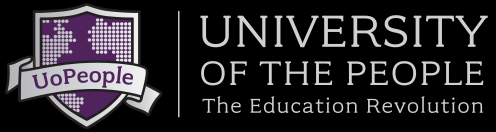 UoPeople
UNIVERSITY
OF THE PEOPLE
The Education Revolution